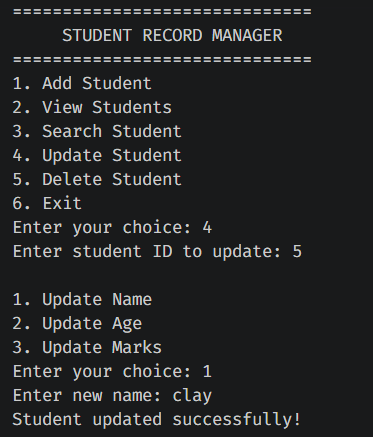 ==============================
     STUDENT RECORD MANAGER
==============================
1. Add Student
2. View Students
3. Search Student
4. Update Student
5. Delete Student
6. Exit
Enter your choice: 4
Enter student ID to update: 5

1. Update Name
2. Update Age
3. Update Marks
Enter your choice: 1
Enter new name: clay
Student updated successfully!